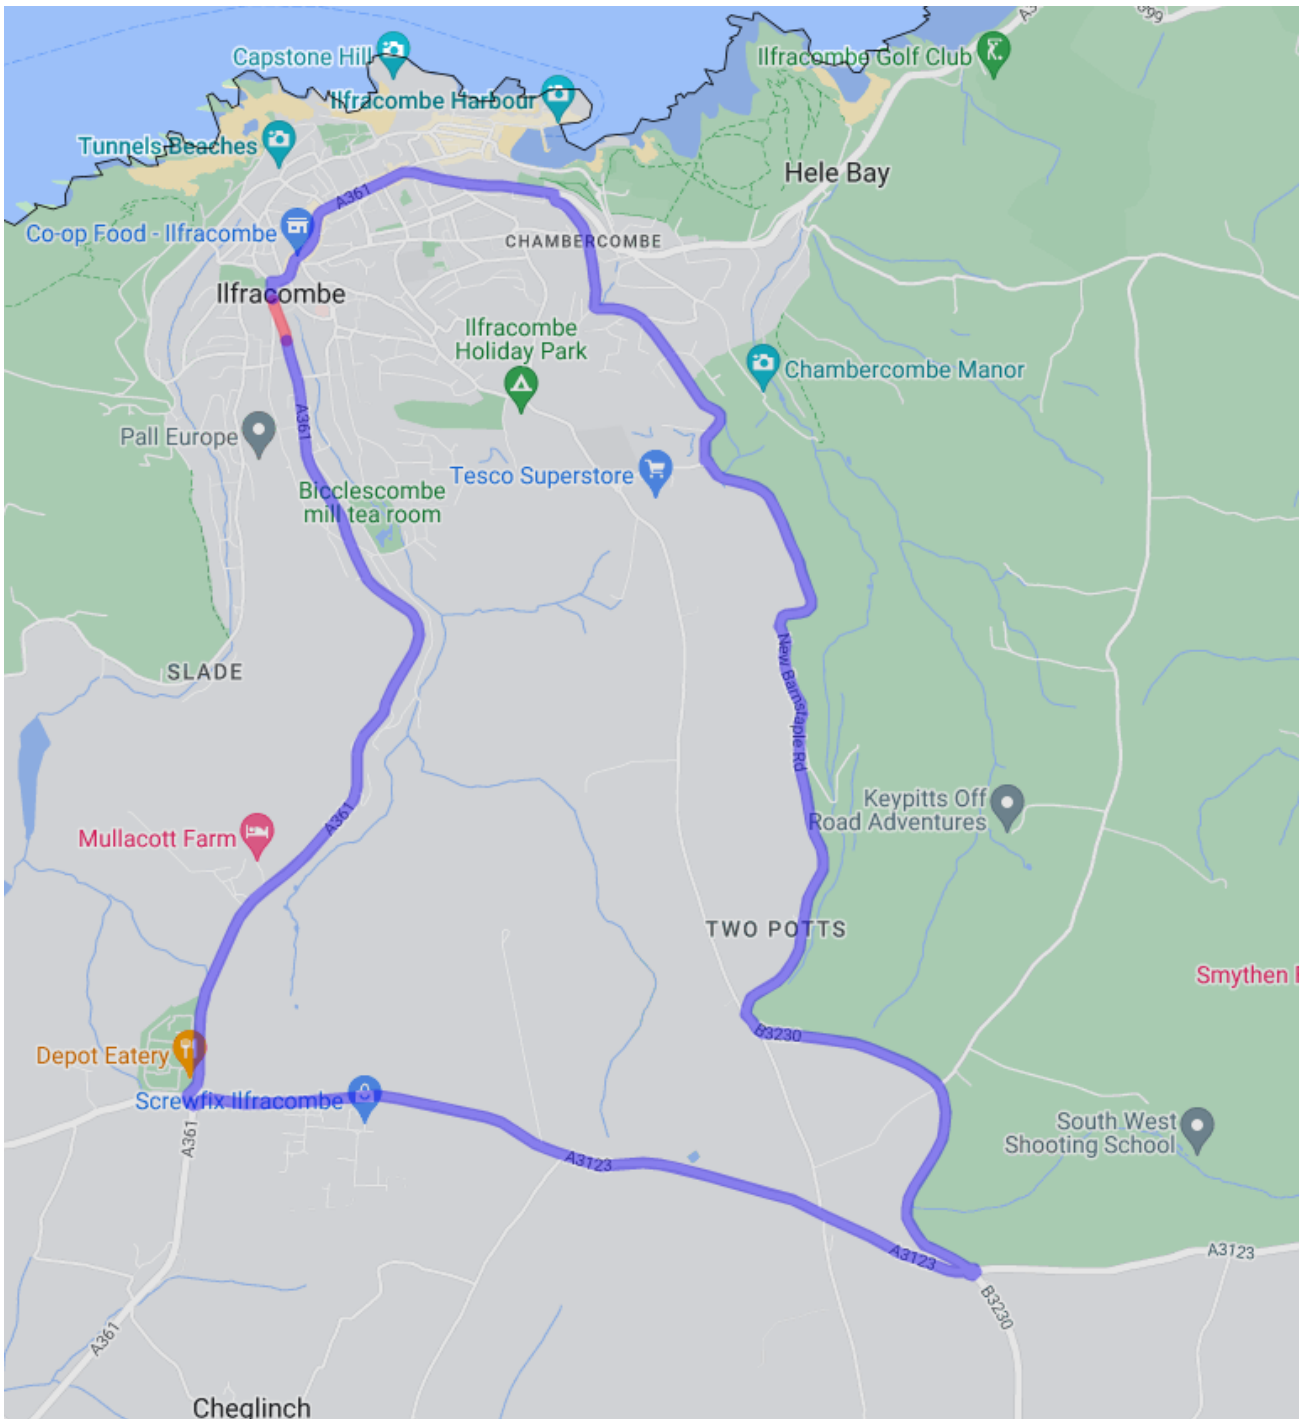 A3
399
Capstone Hill
Ilfracombe Golf Club
Ilfracombe Harbour
Tunnels Beaches
Hele Bay
A361
Co-op Food - Ilfracombe
CHAMBERCOMBE
Ilfracombe
Ilfracombe
Holiday Park
Chambercombe Manor
A361
Pall Europe
Tesco Superstore
Bicclescombe
mill tea room
SLADE
New Barnstaple Rd
Keypitts Off
Road Adventures
A361
Mullacott Farm
TWO POTTS
Smythen F
B3230
Depot Eatery
Screwfix Ilfracombe
South West
Shooting School
A361
A3123
A3123
A3123
B3230
A361
Cheglinch